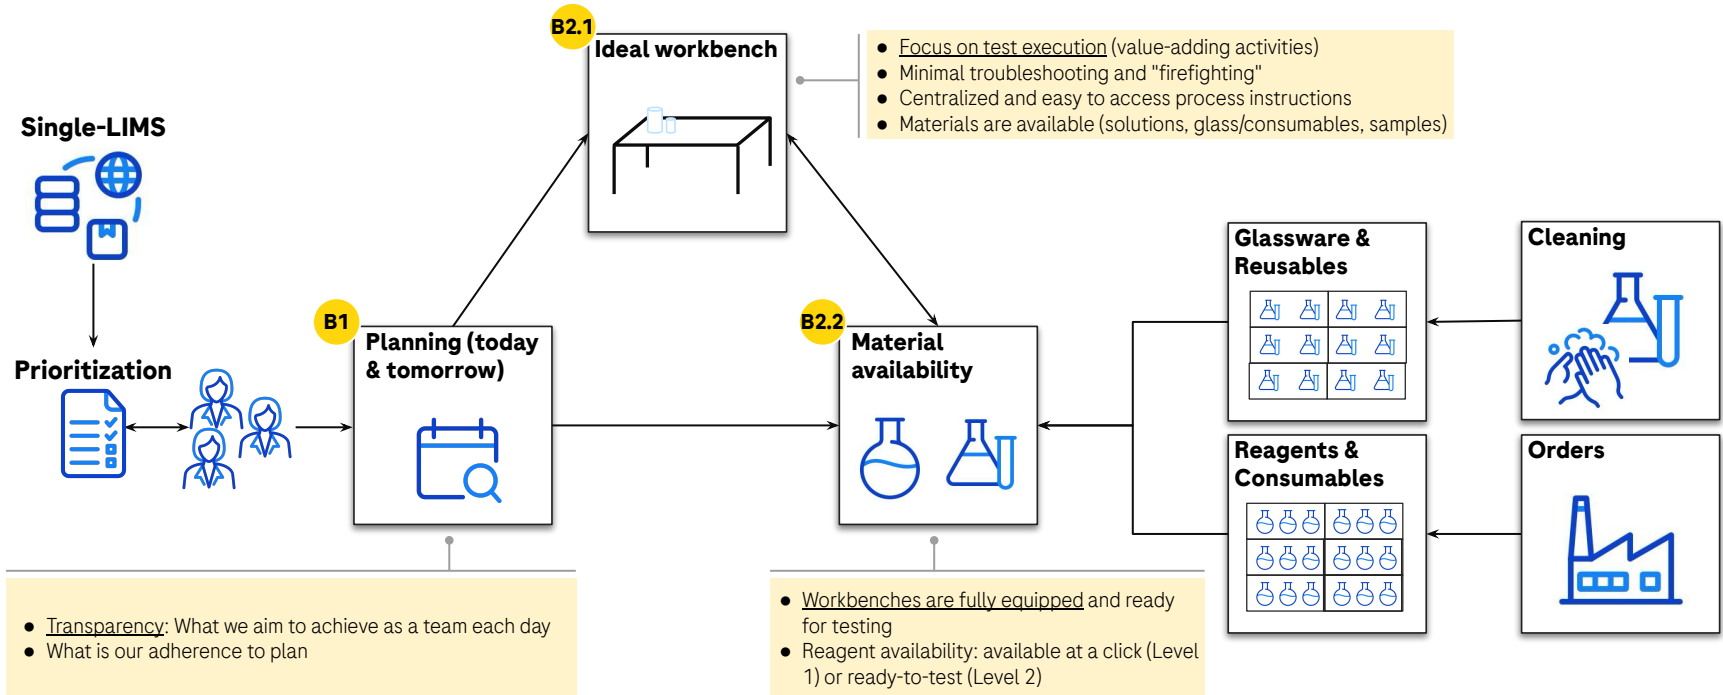 B2.1
Ideal workbench
● Focus on test execution (value-adding activities)
● Minimal troubleshooting and "firefighting"
● Centralized and easy to access process instructions
● Materials are available (solutions, glass/consumables, samples)
Single-LIMS
Prioritization
B1
Planning (today
& tomorrow)
B2.2
Material
availability
Glassware &
Reusables
Cleaning
Reagents &
Consumables
Orders
● Transparency: What we aim to achieve as a team each day
● What is our adherence to plan
● Workbenches are fully equipped and ready
for testing
● Reagent availability: available at a click (Level
1) or ready-to-test (Level 2)